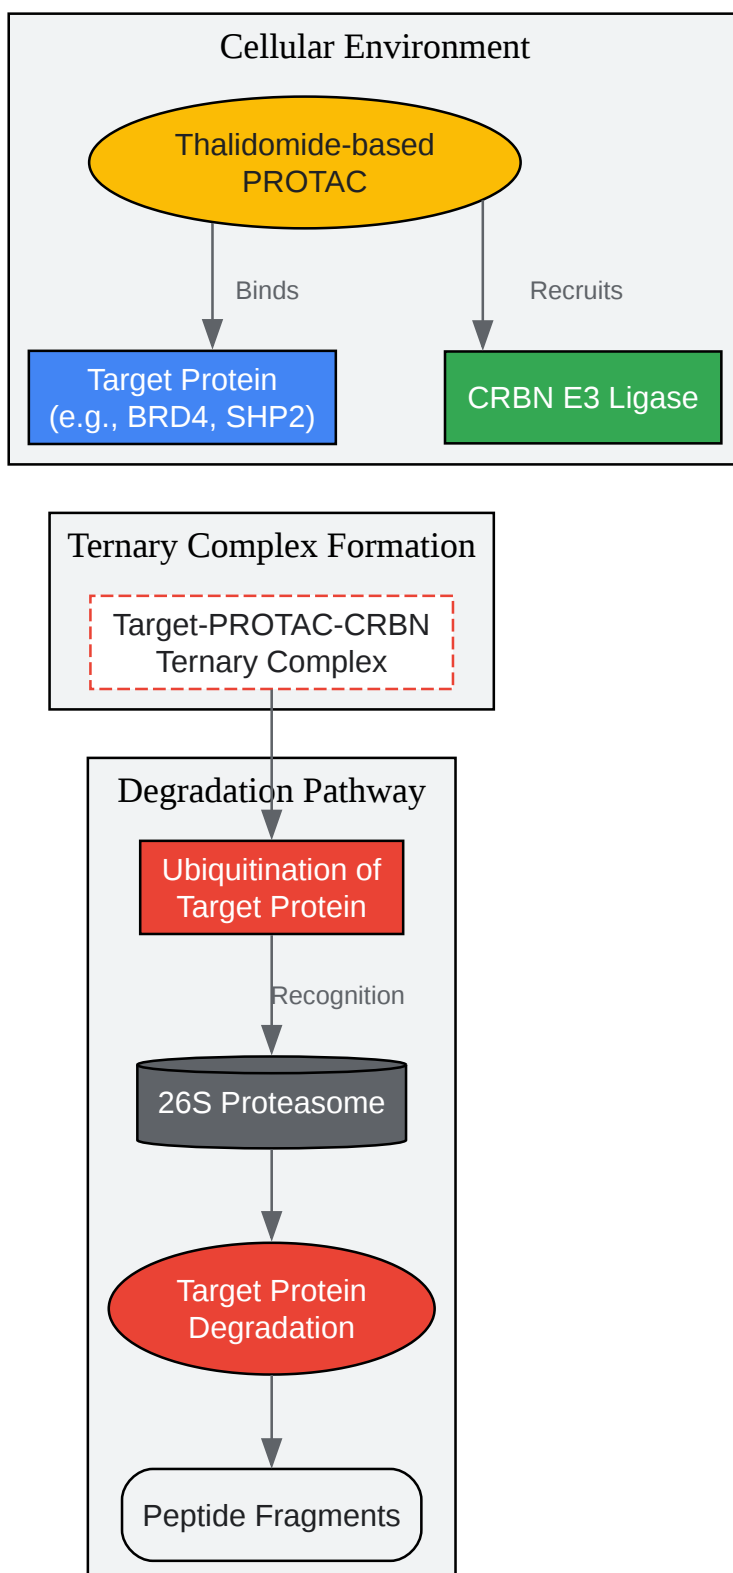 Cellular Environment
Thalidomide-based
PROTAC
Binds
Recruits
Target Protein
(e.g., BRD4, SHP2)
CRBN E3 Ligase
Ternary Complex Formation
Target-PROTAC-CRBN
Ternary Complex
Degradation Pathway
Ubiquitination of
Target Protein
Recognition
26S Proteasome
Target Protein
Degradation
Peptide Fragments